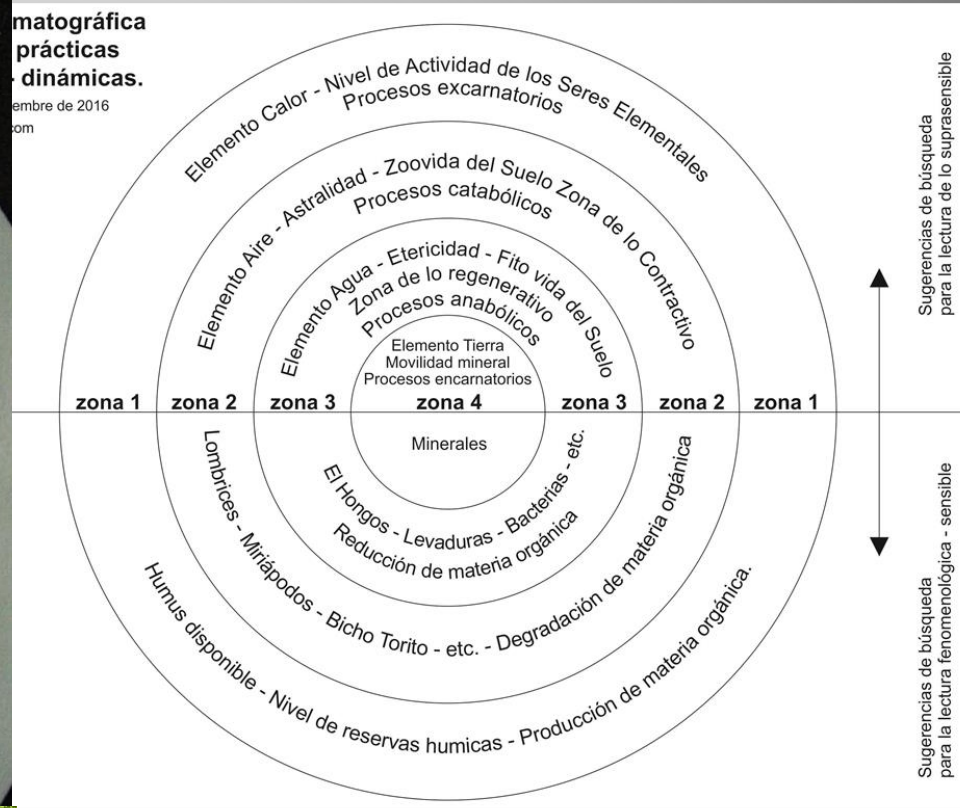 matográfica
prácticas
- dinámicas.
embre de 2016
com
Elemento Calor - Nivel de Actividad de los Seres Elementales
Procesos excarnatorios
Elemento Aire - Astralidad - Zoovida del Suelo Zona de lo Contractivo
Procesos catabólicos
Elemento Agua - Etericidad - Fito vida del Suelo
Zona de lo regenerativo
Procesos anabólicos
Elemento Tierra
Movilidad mineral
Procesos encarnatorios
zona 1 zona 2 zona 3 zona 4 zona 3 zona 2 zona 1
Minerales
El Hongos - Levaduras - Bacterias - etc.
Reducción de materia orgánica
Lombrices - Miriápodos - Bicho Torito - etc. - Degradación de materia orgánica
Humus disponible - Nivel de reservas humicas - Producción de materia orgánica.
Sugerencias de búsqueda
para la lectura de lo suprasensible
Sugerencias de búsqueda
para la lectura fenomenológica - sensible